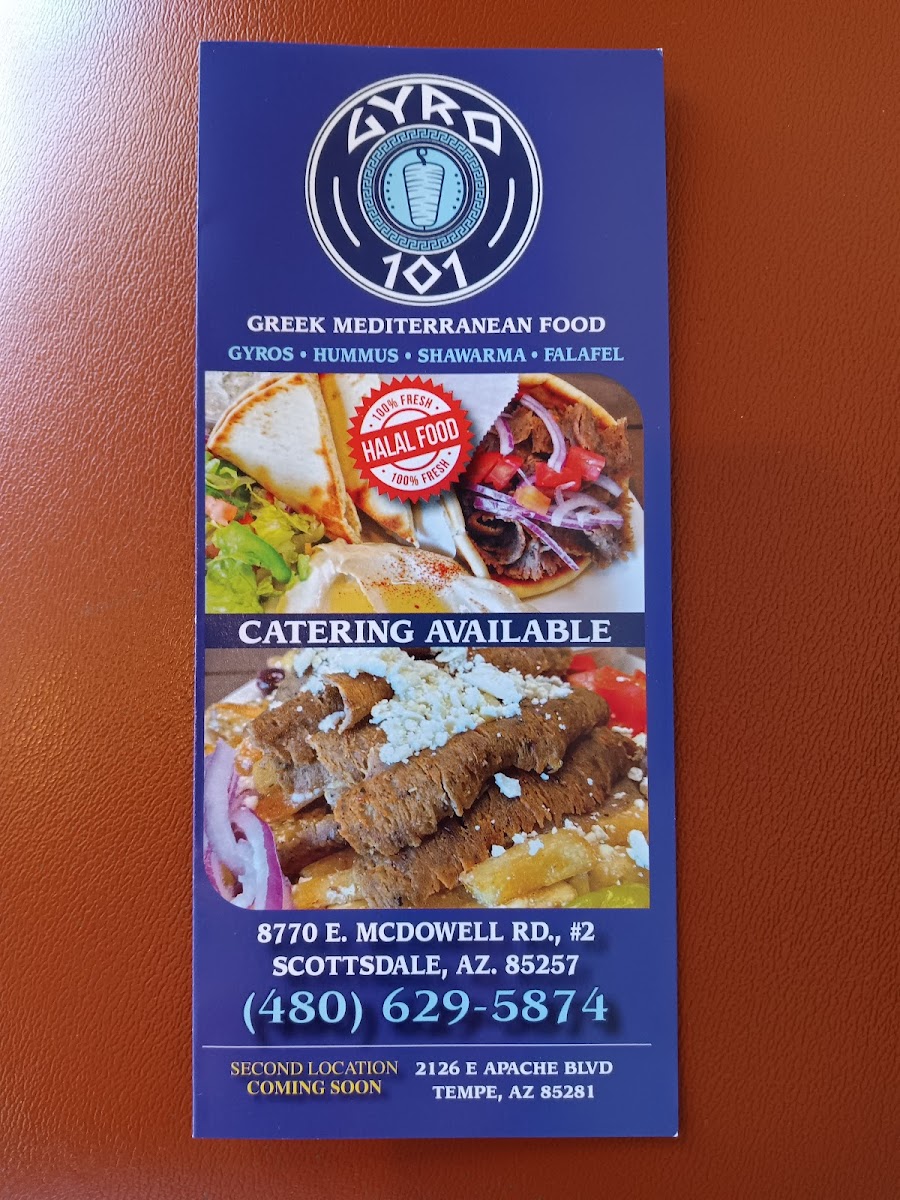 GYRO
101
GREEK MEDITERRANEAN FOOD
GYROS • HUMMUS • SHAWARMA • FALAFEL
• 100% FRESH •
HALAL FOOD
• 100% FRESH •
CATERING AVAILABLE
8770 E. MCDOWELL RD., #2
SCOTTSDALE, AZ. 85257
(480) 629-5874
SECOND LOCATION
COMING SOON
2126 E APACHE BLVD
TEMPE, AZ 85281